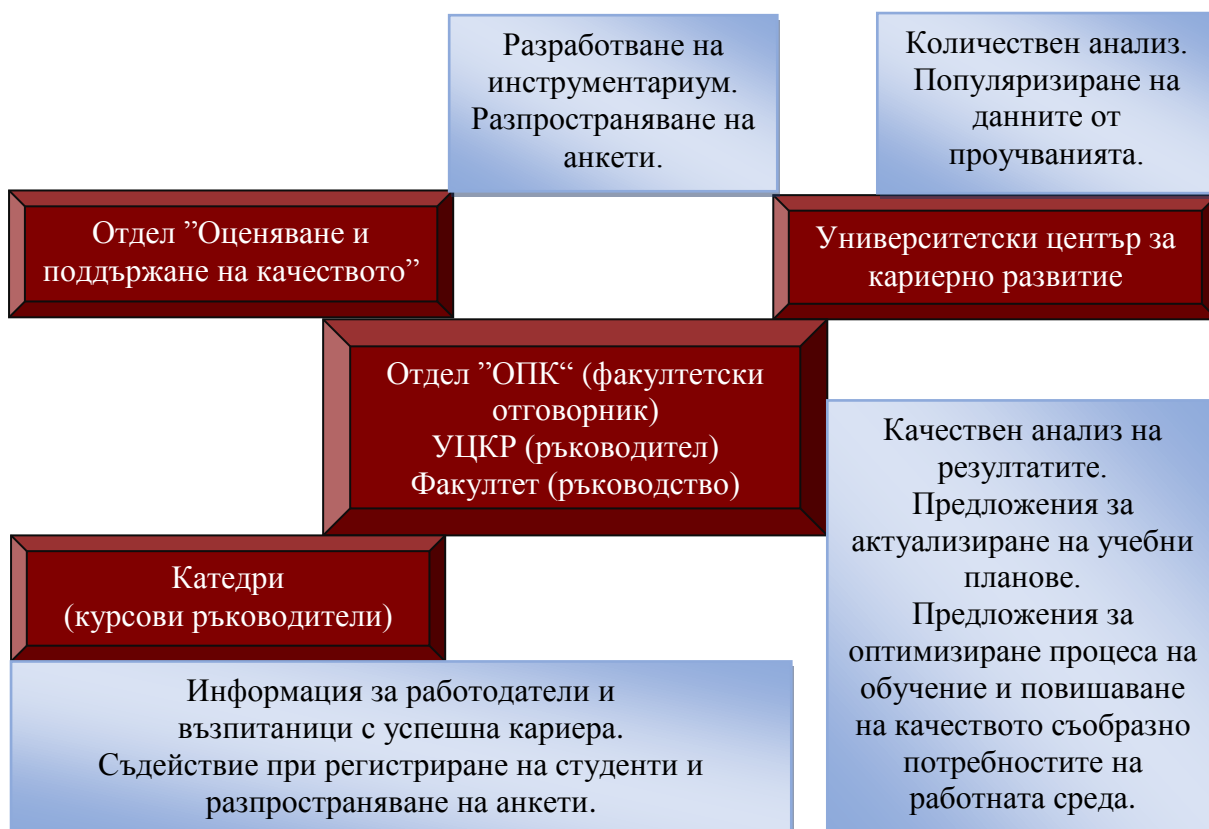 Разработване на
инструментариум.
Разпространяване на
анкети.
Количествен анализ.
Популяризиране на
данните от
проучванията.
Отдел ”Оценяване и
поддържане на качеството”
Университетски център за
кариерно развитие
Отдел ”ОПК“ (факултетски
отговорник)
УЦКР (ръководител)
Факултет (ръководство)
Качествен анализ на
резултатите.
Предложения за
актуализиране на учебни
планове.
Предложения за
оптимизиране процеса на
обучение и повишаване
на качеството съобразно
потребностите на
работната среда.
Катедри
(курсови ръководители)
Информация за работодатели и
възпитаници с успешна кариера.
Съдействие при регистриране на студенти и
разпространяване на анкети.